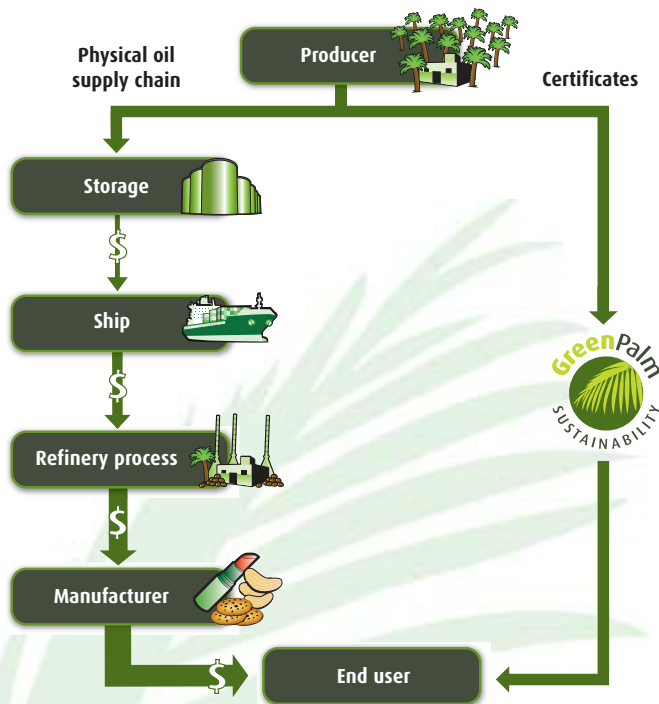 Producer
Physical oil
supply chain
Certificates
Storage
$
Ship
$
GreenPalm
SUSTAINABILITY
Refinery process
$
Manufacturer
$
End user